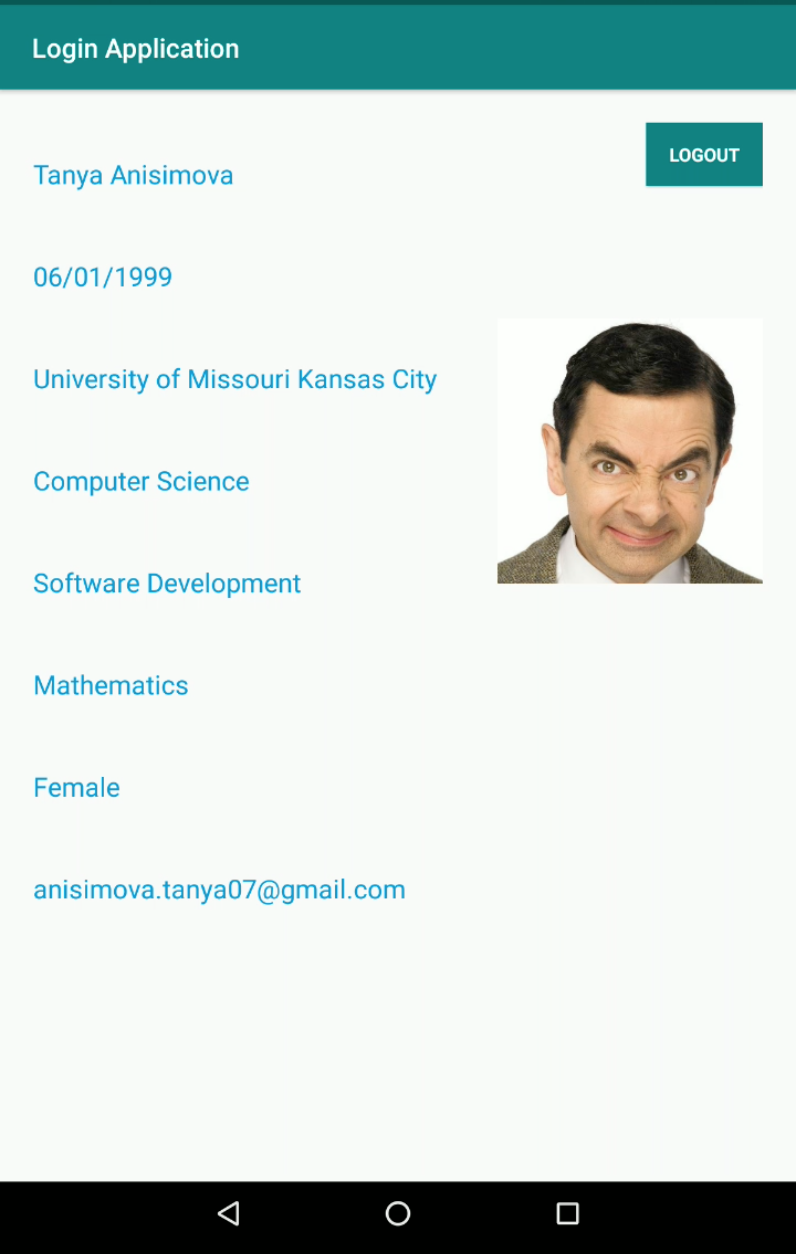 Login Application
LOGOUT
Tanya Anisimova
06/01/1999
University of Missouri Kansas City
Computer Science
Software Development
Mathematics
Female
anisimova.tanya07@gmail.com